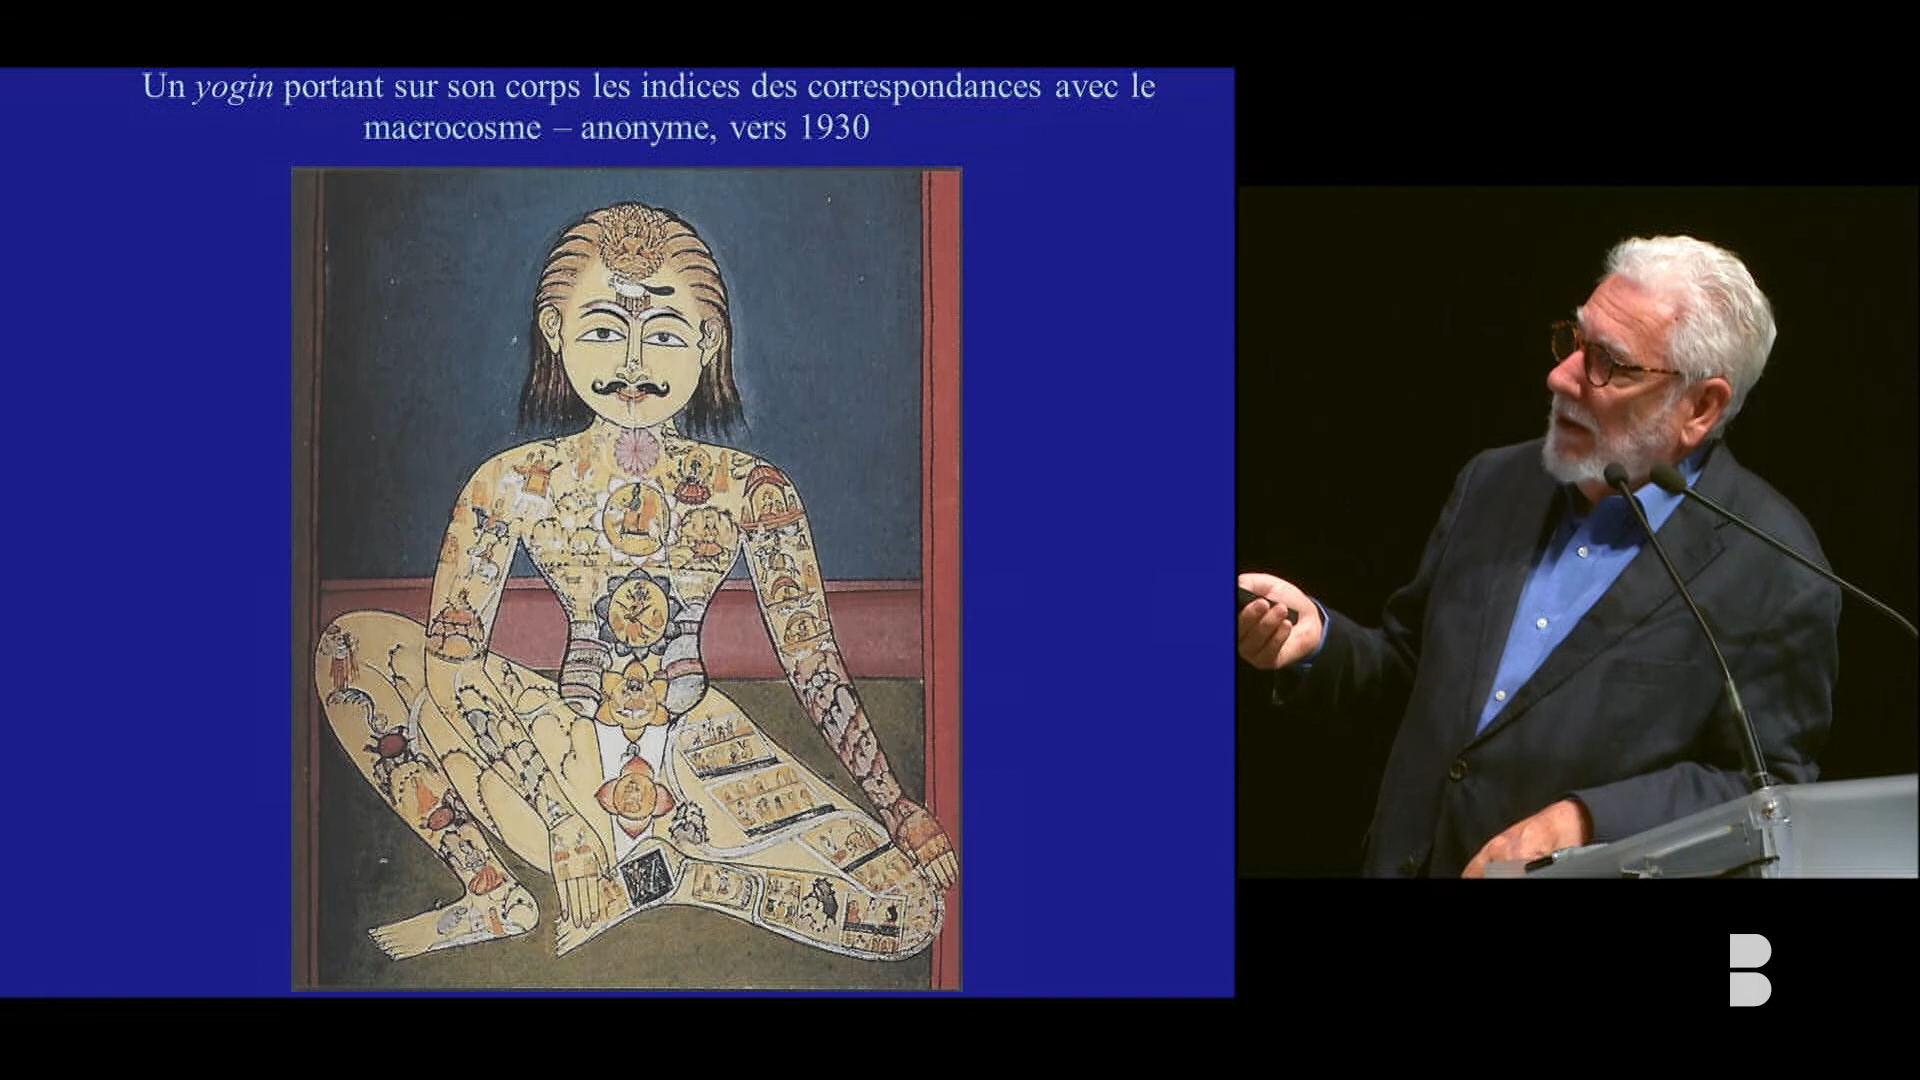 Un yogin portant sur son corps les indices des correspondances avec le
macrocosme – anonyme, vers 1930